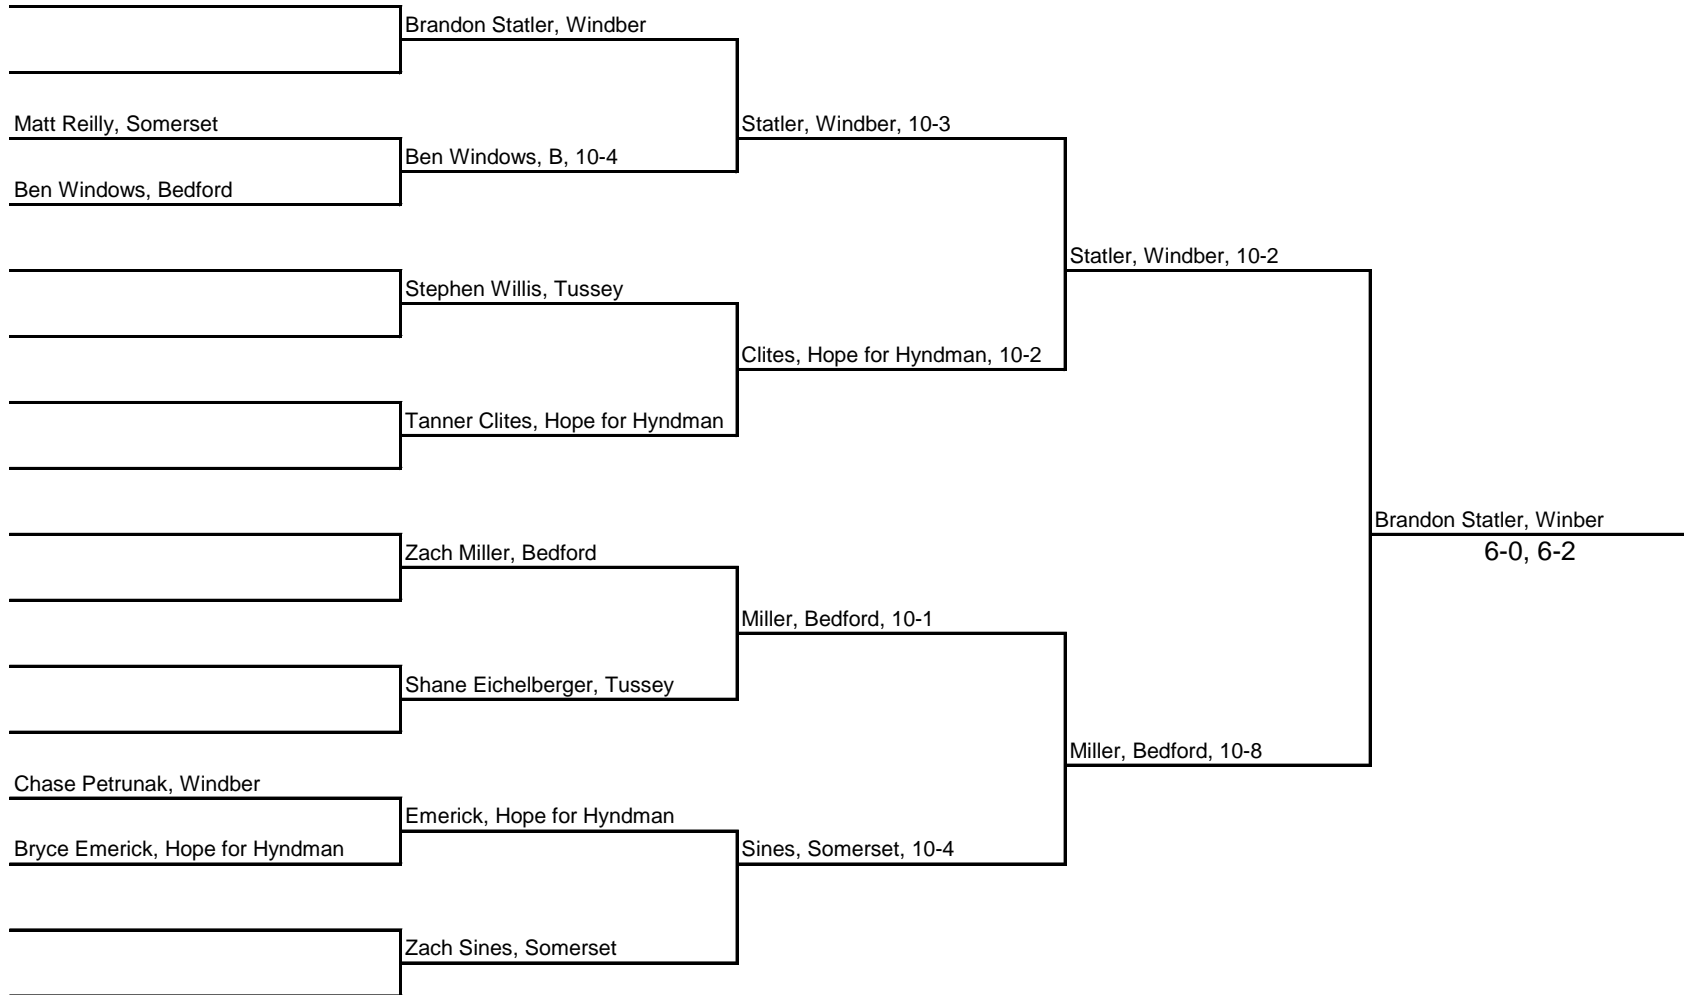 Brandon Statler, Windber
Matt Reilly, Somerset
Statler, Windber, 10-3
Ben Windows, B, 10-4
Ben Windows, Bedford
Statler, Windber, 10-2
Stephen Willis, Tussey
Clites, Hope for Hyndman, 10-2
Tanner Clites, Hope for Hyndman
Brandon Statler, Winber
6-0, 6-2
Zach Miller, Bedford
Miller, Bedford, 10-1
Shane Eichelberger, Tussey
Miller, Bedford, 10-8
Chase Petrunak, Windber
Emerick, Hope for Hyndman
Bryce Emerick, Hope for Hyndman
Sines, Somerset, 10-4
Zach Sines, Somerset